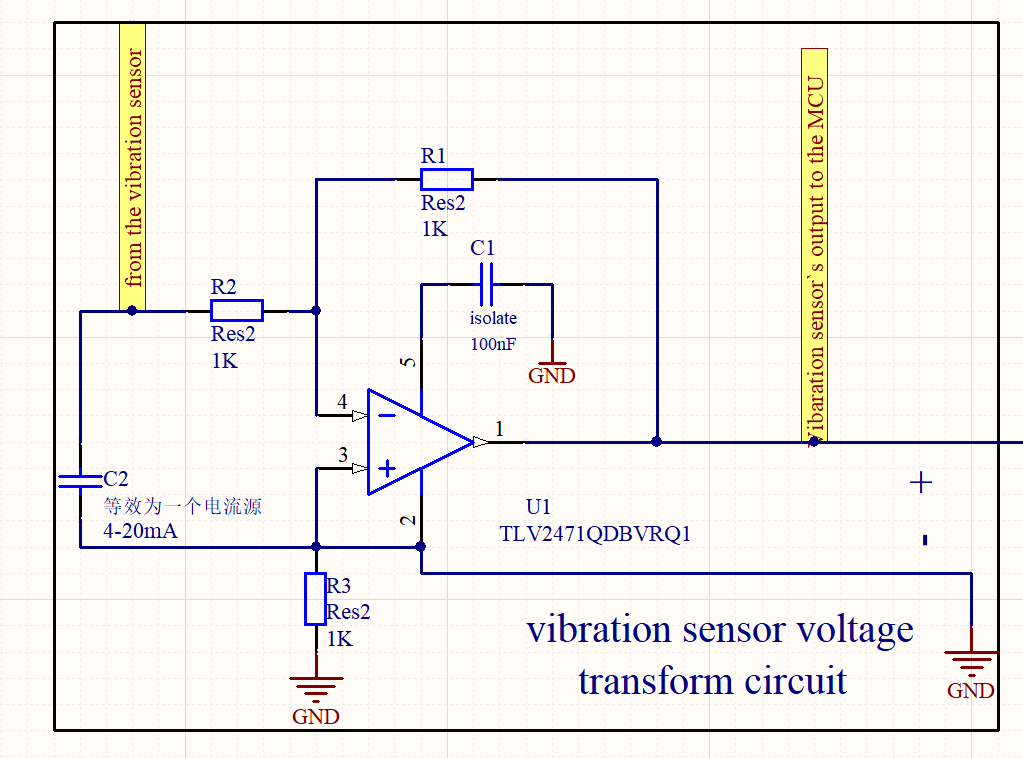 from the vibration sensor
Vibaration sensor`s output to the MCU
R1
Res2
1K
C1
isolate
100nF
GND
R2
Res2
1K
5
4
3
1
2
C2
等效为一个电流源
4-20mA
U1
TLV2471QDBVRQ1
+
-
R3
Res2
1K
GND
vibration sensor voltage
transform circuit
GND